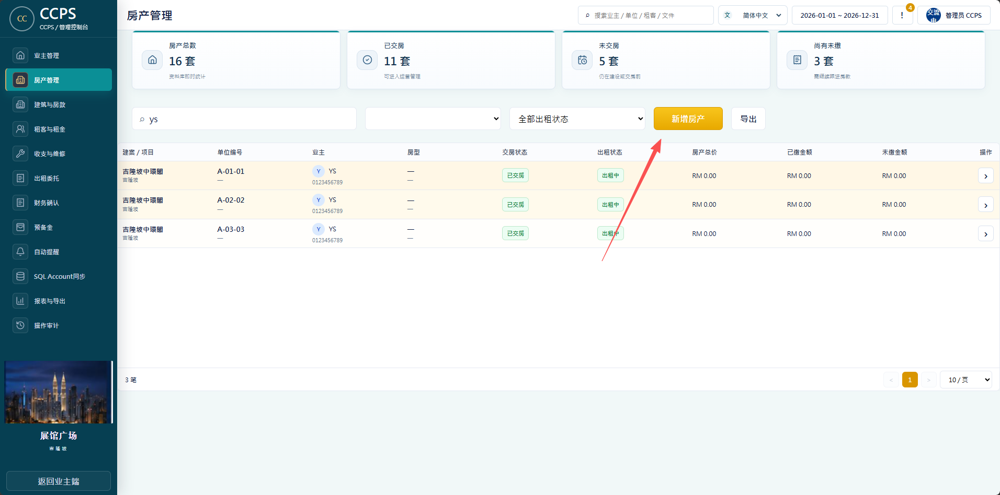 CC
CCPS
CCPS / 管理控制台
业主管理
房产管理
建筑与房款
租客与租金
收支与维修
出租委托
财务确认
预备金
自动提醒
SQL Account同步
报表与导出
操作审计
展馆广场
吉隆坡
返回业主端
房产管理
搜索业主 / 单位 / 租客 / 文件
文 简体中文
2026-01-01 ~ 2026-12-31
! 4
交流电 管理员 CCPS
房产总数
16 套
资料库即时统计
已交房
11 套
可进入运营管理
未交房
5 套
仍在建设或交房前
尚有未缴
3 套
需继续跟进房款
ys
全部出租状态
新增房产
导出
建案 / 项目 单位编号 业主 房型 交房状态 出租状态 房产总价 已缴金额 未缴金额 操作
吉隆坡中環閣 A-01-01 Y YS — 已交房 出租中 RM 0.00 RM 0.00 RM 0.00 ›
吉隆坡 — 0123456789 —
吉隆坡中環閣 A-02-02 Y YS — 已交房 出租中 RM 0.00 RM 0.00 RM 0.00 ›
吉隆坡 — 0123456789 —
吉隆坡中環閣 A-03-03 Y YS — 已交房 出租中 RM 0.00 RM 0.00 RM 0.00 ›
吉隆坡 — 0123456789 —
3 笔
< 1 > 10 / 页